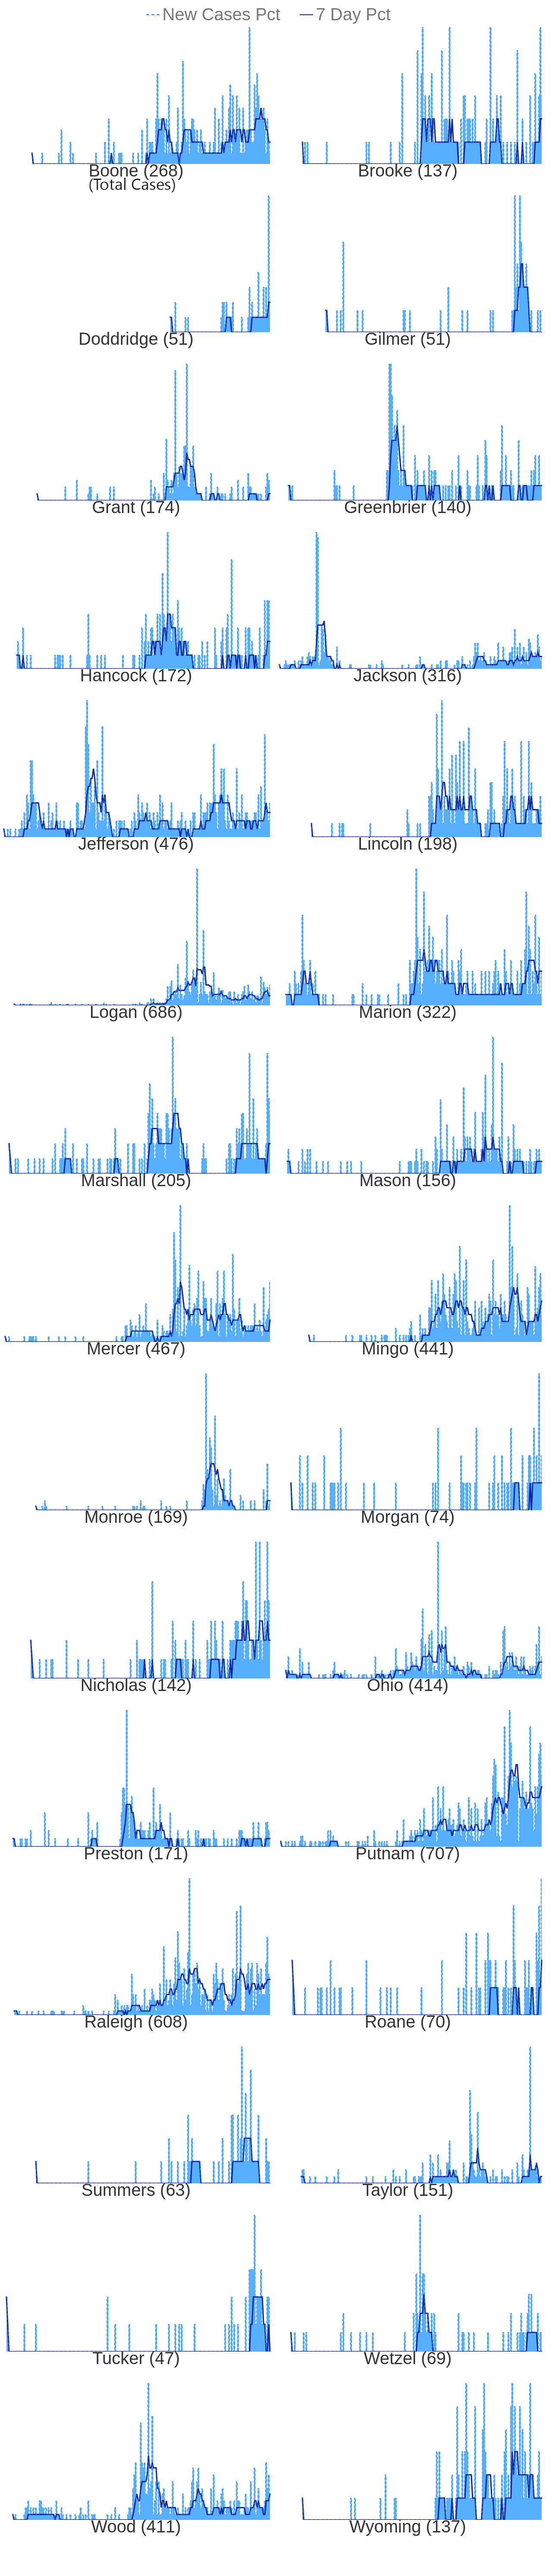 New Cases Pct 7 Day Pct
Boone (268) Brooke (137)
(Total Cases)
Doddridge (51) Gilmer (51)
Grant (174) Greenbrier (140)
Hancock (172) Jackson (316)
Jefferson (476) Lincoln (198)
Logan (686) Marion (322)
Marshall (205) Mason (156)
Mercer (467) Mingo (441)
Monroe (169) Morgan (74)
Nicholas (142) Ohio (414)
Preston (171) Putnam (707)
Raleigh (608) Roane (70)
Summers (63) Taylor (151)
Tucker (47) Wetzel (69)
Wood (411) Wyoming (137)